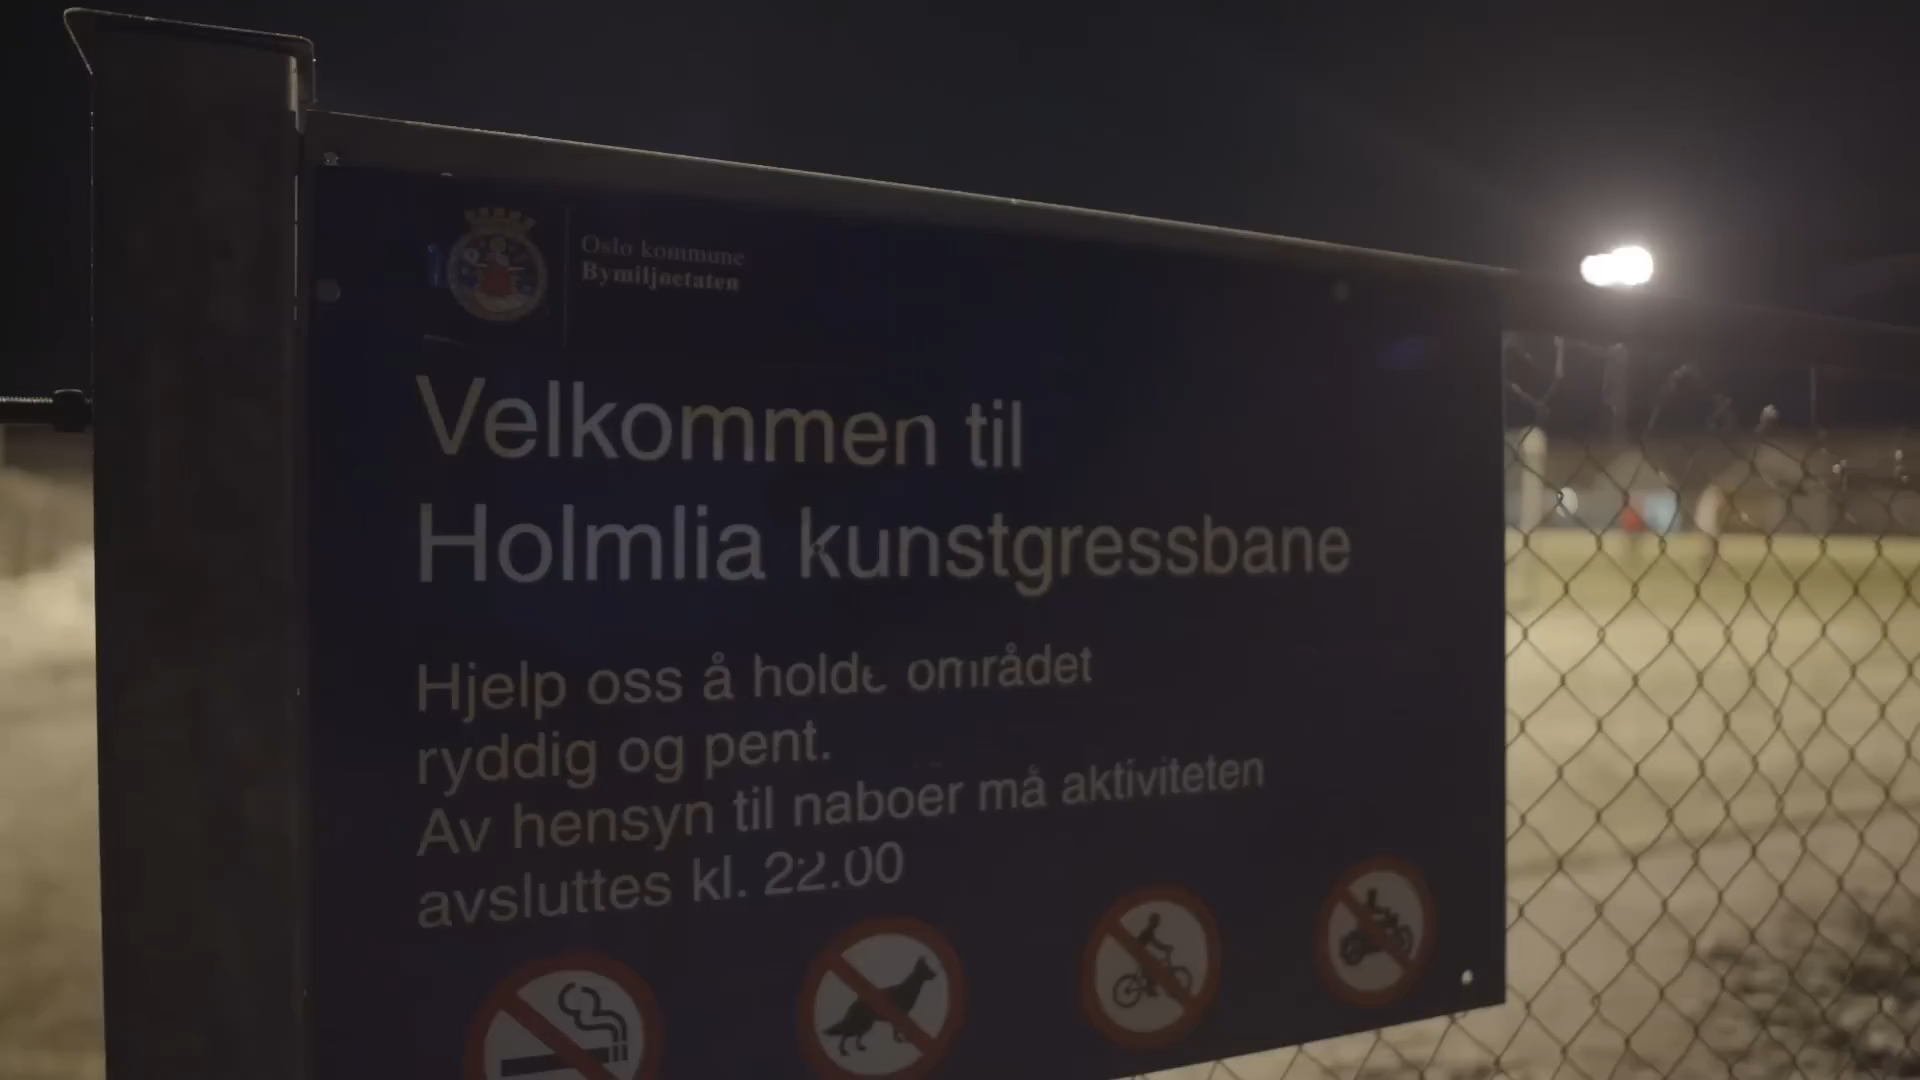 Oslo kommune
Bymiljøetaten
Velkommen til
Holmlia kunstgressbane
Hjelp oss å holde området
ryddig og pent.
Av hensyn til naboer må aktiviteten
avsluttes kl. 22.00